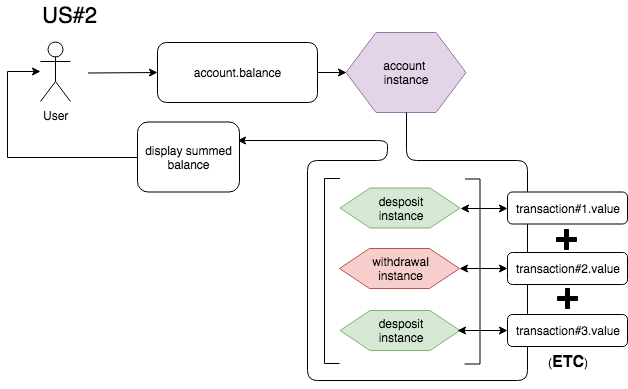 US#2
account.balance
account
instance
User
display summed
balance
desposit
instance
transaction#1.value
withdrawal
instance
transaction#2.value
desposit
instance
transaction#3.value
(ETC)